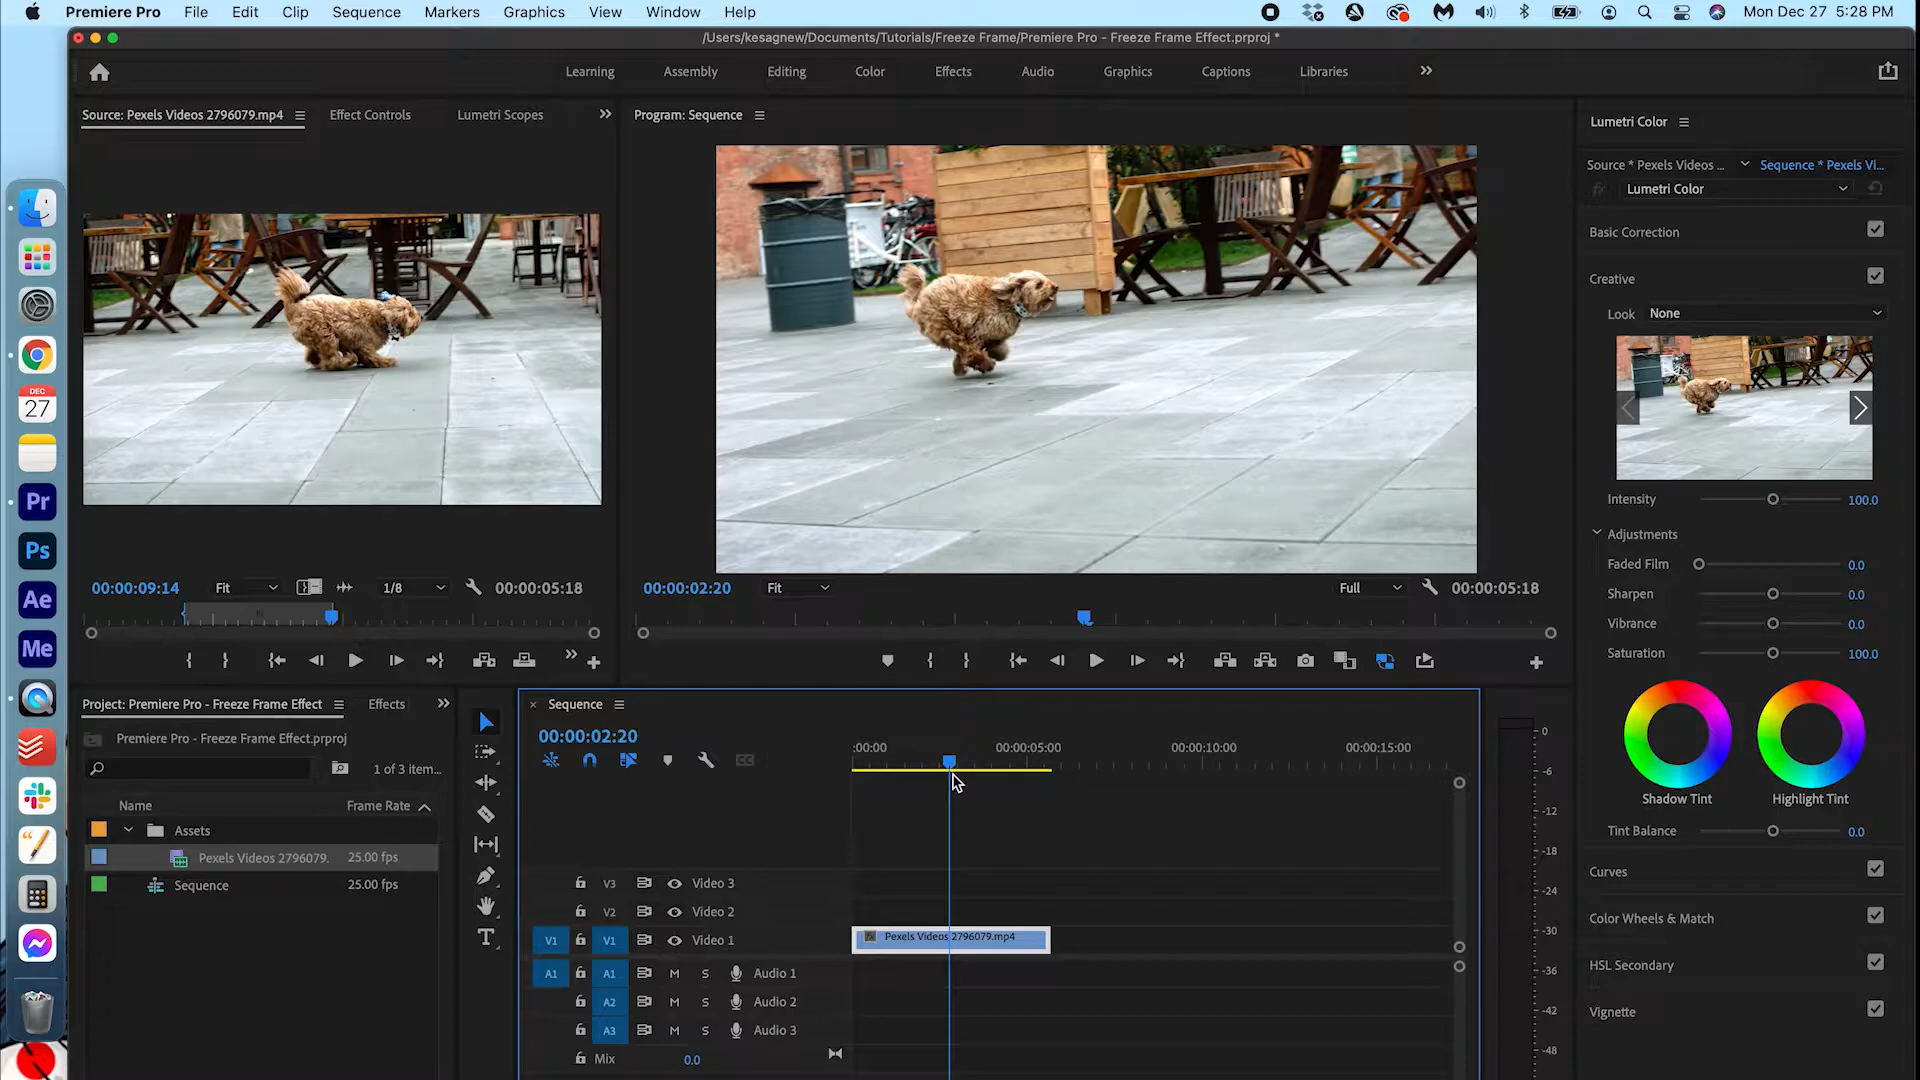 Premiere Pro File Edit Clip Sequence Markers Graphics View Window Help Mon Dec 27 5:28 PM
/Users/kesagnew/Documents/Tutorials/Freeze Frame/Premiere Pro - Freeze Frame Effect.prproj *
Learning Assembly Editing Color Effects Audio Graphics Captions Libraries
Source: Pexels Videos 2796079.mp4 Effect Controls Lumetri Scopes
Program: Sequence
Lumetri Color
Source * Pexels Videos ... Sequence * Pexels Vi...
fx Lumetri Color
Basic Correction
Creative
Look None
Intensity 100.0
Adjustments
Faded Film 0.0
Sharpen 0.0
Vibrance 0.0
Saturation 100.0
Shadow Tint Highlight Tint
Tint Balance 0.0
Curves
Color Wheels & Match
HSL Secondary
Vignette
00:00:09:14 Fit 1/8 00:00:05:18
00:00:02:20 Fit Full 00:00:05:18
DEC
27
Pr
Ps
Ae
Me
Project: Premiere Pro - Freeze Frame Effect Effects
Premiere Pro - Freeze Frame Effect.prproj
1 of 3 item...
Name Frame Rate
Assets
Pexels Videos 2796079. 25.00 fps
Sequence 25.00 fps
Sequence
00:00:02:20
:00:00 00:00:05:00 00:00:10:00 00:00:15:00
V3 Video 3
V2 Video 2
V1 V1 Video 1
Pexels Videos 2796079.mp4
A1 A1 M S Audio 1
A2 M S Audio 2
A3 M S Audio 3
Mix 0.0
0
-6
-12
-18
-24
-30
-36
-42
-48